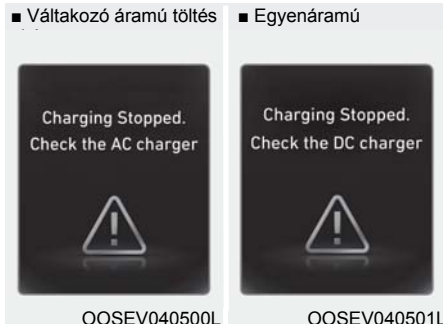 ■ Váltakozó áramú töltés
■ Egyenáramú
Charging Stopped.
Check the AC charger
Charging Stopped.
Check the DC charger
OOSEV040500L
OOSEV040501L